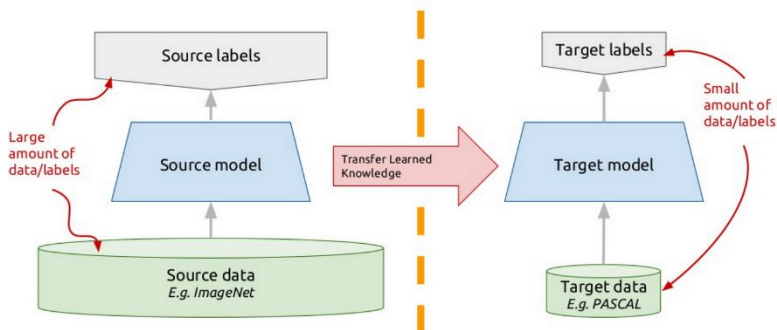 Source labels
Large
amount of
data/labels
Source model
Source data
E.g. ImageNet
Transfer Learned
Knowledge
Target labels
Small
amount of
data/labels
Target model
Target data
E.g. PASCAL